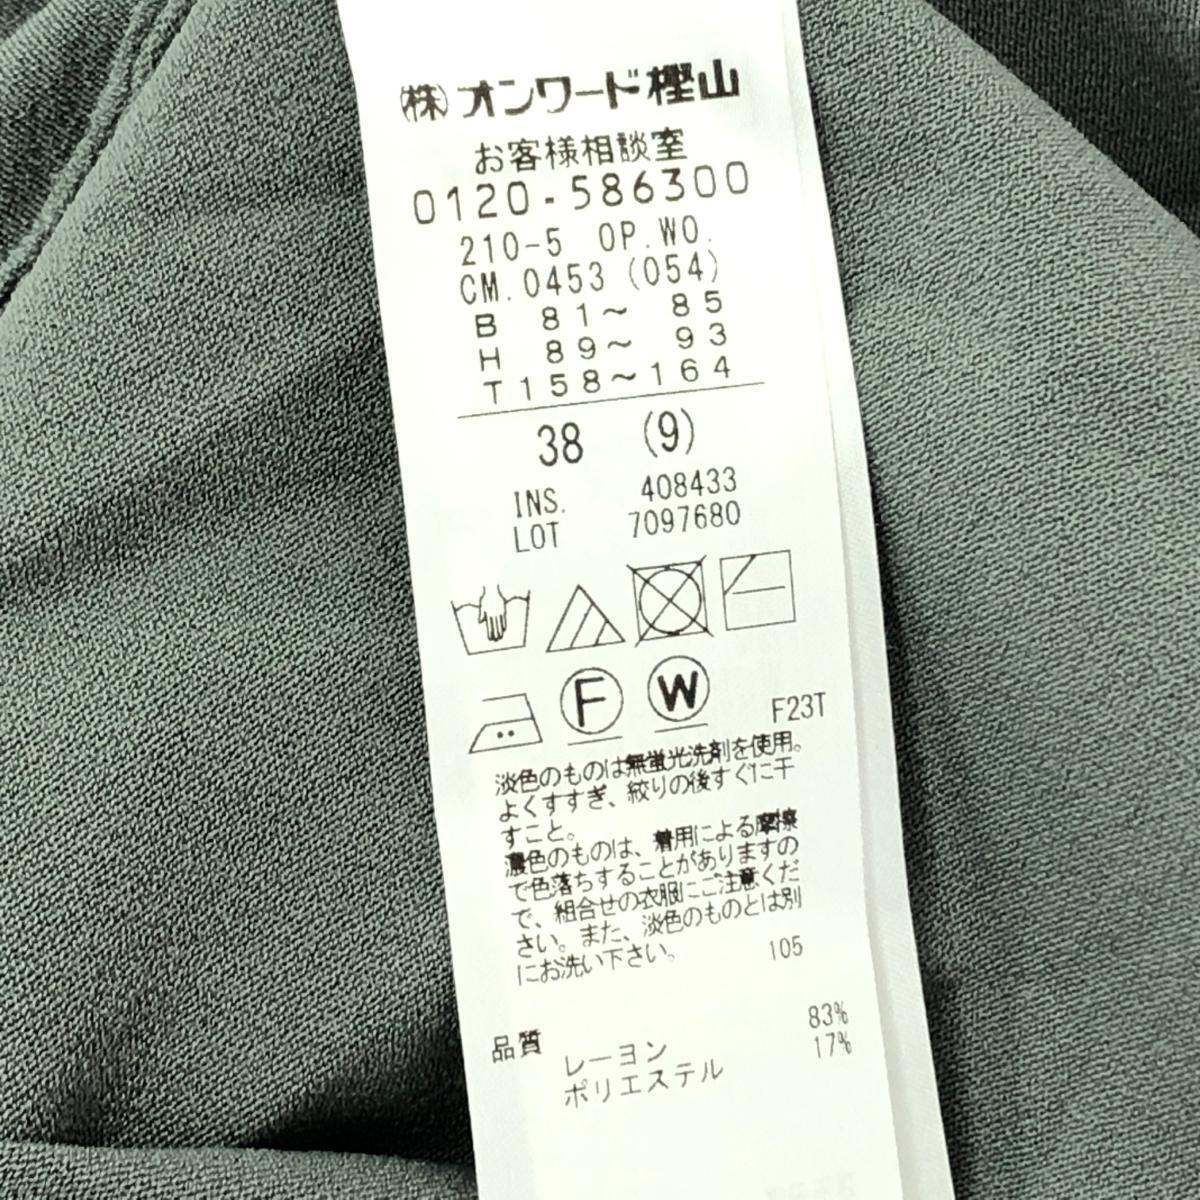 (株)オンワード樫山
お客様相談室
0120-586300
210-5 OP.WO.
CM.0453 (054)
B 81～ 85
H 89～ 93
T158～164
38 (9)
INS. 408433
LOT 7097680
F W
F23T
淡色のものは無蛍光洗剤を使用。
よくすすぎ、絞りの後すぐに干
すこと。
濃色のものは、着用による摩擦
で色落ちすることがありますの
で、組合せの衣服にご注意くだ
さい。また、淡色のものとは別
にお洗い下さい。 105
品質 レーヨン 83%
ポリエステル 17%